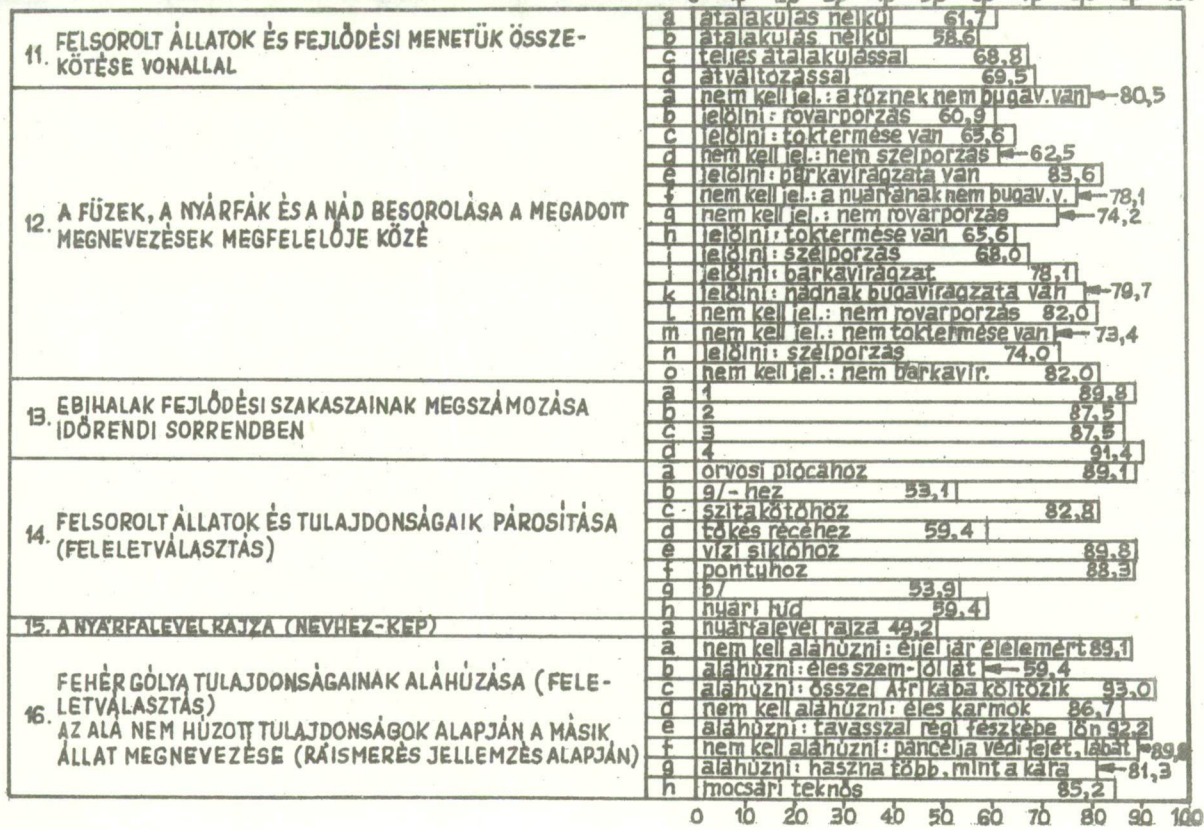 11. FELSOROLT ÁLLATOK ÉS FEJLŐDÉSI MENETÜK ÖSSZE-
KÖTÉSE VONALLAL
a átalakulás nélkül 61,7
b átalakulás nélkül 58,6
c teljes átalakulással 68,8
d átváltozással 69,5
12. A FŰZEK, A NYÁRFÁK ÉS A NÁD BESOROLÁSA A MEGADOTT
MEGNEVEZÉSEK MEGFELELŐJE KÖZÉ
a nem kell jel.: a fűznek nem bugav. van 80,5
b jelölni: rovarporzás 60,9
c jelölni: toktermése van 65,6
d nem kell jel.: nem szélporzás 62,5
e jelölni: barkavirágzata van 83,6
f nem kell jel.: a nyárfának nem bugav.v. 78,1
g nem kell jel.: nem rovarporzás 74,2
h jelölni: toktermése van 65,6
i jelölni: szélporzás 68,0
j jelölni: barkavirágzat 78,1
k jelölni: nádnak bugavirágzata van 79,7
l nem kell jel.: nem rovarporzás 82,0
m nem kell jel.: nem toktermése van 73,4
n jelölni: szélporzás 74,0
o nem kell jel.: nem barkavir. 82,0
13. EBIHALAK FEJLŐDÉSI SZAKASZAINAK MEGSZÁMOZÁSA
IDŐRENDI SORRENDBEN
a 1 89,8
b 2 87,5
c 3 87,5
d 4 91,4
14. FELSOROLT ÁLLATOK ÉS TULAJDONSÁGAIK PÁROSÍTÁSA
(FELELETVÁLASZTÁS)
a orvosi piócához 89,1
b g/-hez 53,1
c szitakötőhöz 82,8
d tőkés récéhez 59,4
e vízi siklóhoz 89,8
f pontyhoz 88,3
g b/ 53,9
h nyári lúd 59,4
15. A NYÁRFALEVÉL RAJZA (NÉVHEZ-KÉP)
a nyárfalevél rajza 49,2
16. FEHÉR GÓLYA TULAJDONSÁGAINAK ALÁHÚZÁSA (FELE-
LETVÁLASZTÁS)
AZ ALÁ NEM HÚZOTT TULAJDONSÁGOK ALAPJÁN A MÁSIK
ÁLLAT MEGNEVEZÉSE (RÁISMERÉS JELLEMZÉS ALAPJÁN)
a nem kell aláhúzni: éjjel jár élelemért 89,1
b aláhúzni: éles szem-jól lát 59,4
c aláhúzni: ősszel Afrikába költözik 93,0
d nem kell aláhúzni: éles karmok 86,7
e aláhúzni: tavasszal régi fészkébe jön 92,2
f nem kell aláhúzni: páncélja védi fejét, lábát 89,8
g aláhúzni: haszna több, mint a kára 81,3
h mocsári teknős 85,2
0 10 20 30 40 50 60 70 80 90 100